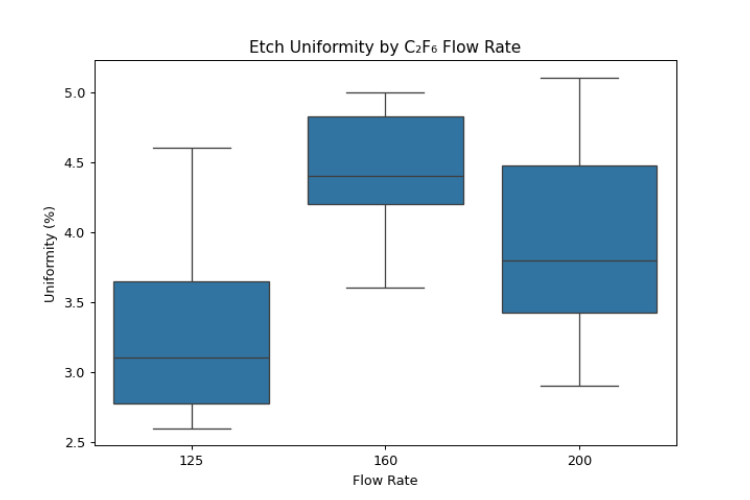 Etch Uniformity by C₂F₆ Flow Rate
Uniformity (%)
5.0
4.5
4.0
3.5
3.0
2.5
125 160 200
Flow Rate